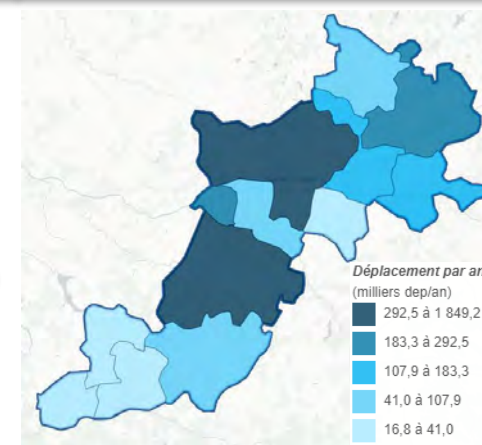 Déplacement par an
(milliers dep/an)
292,5 à 1 849,2
183,3 à 292,5
107,9 à 183,3
41,0 à 107,9
16,8 à 41,0